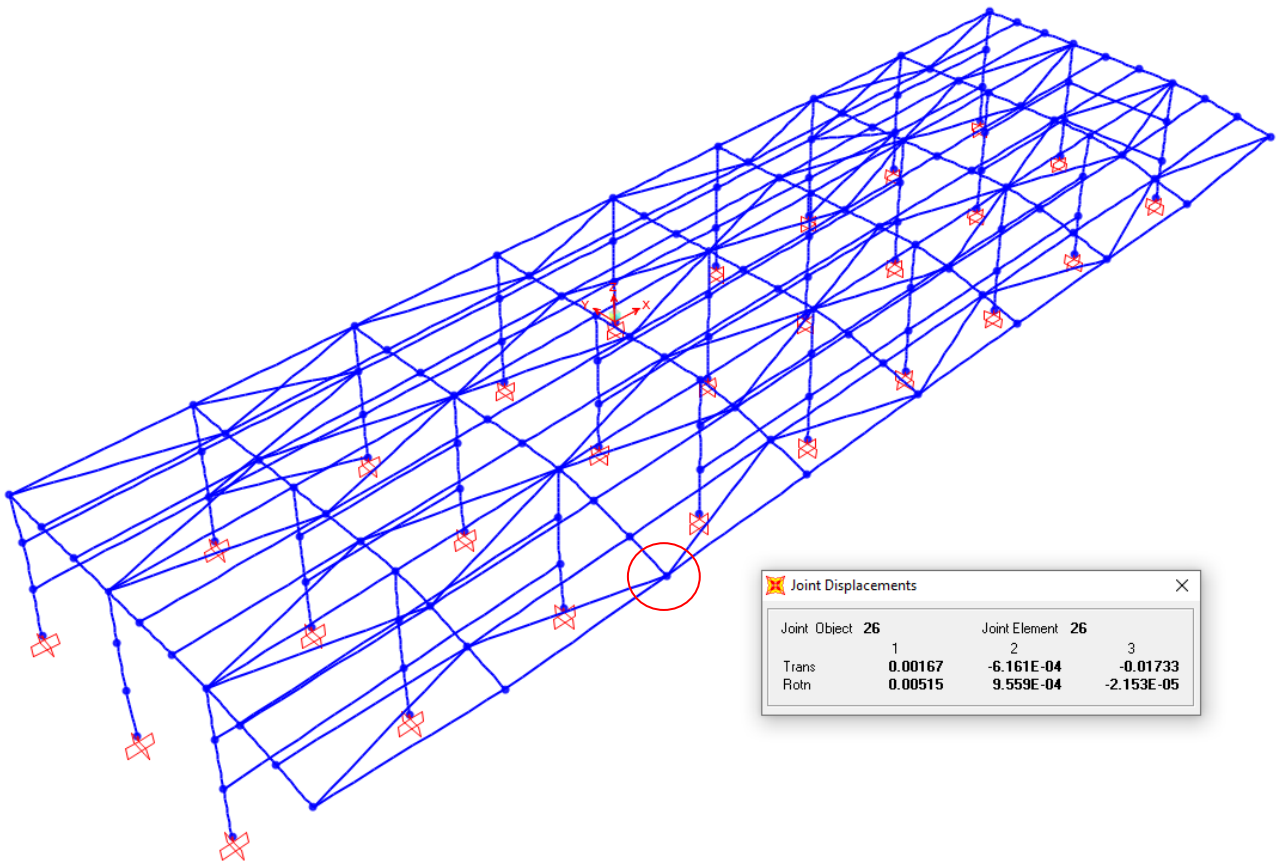 Z
Y X
Joint Displacements
Joint Object 26 Joint Element 26
1 2 3
Trans 0.00167 -6.161E-04 -0.01733
Rotn 0.00515 9.559E-04 -2.153E-05